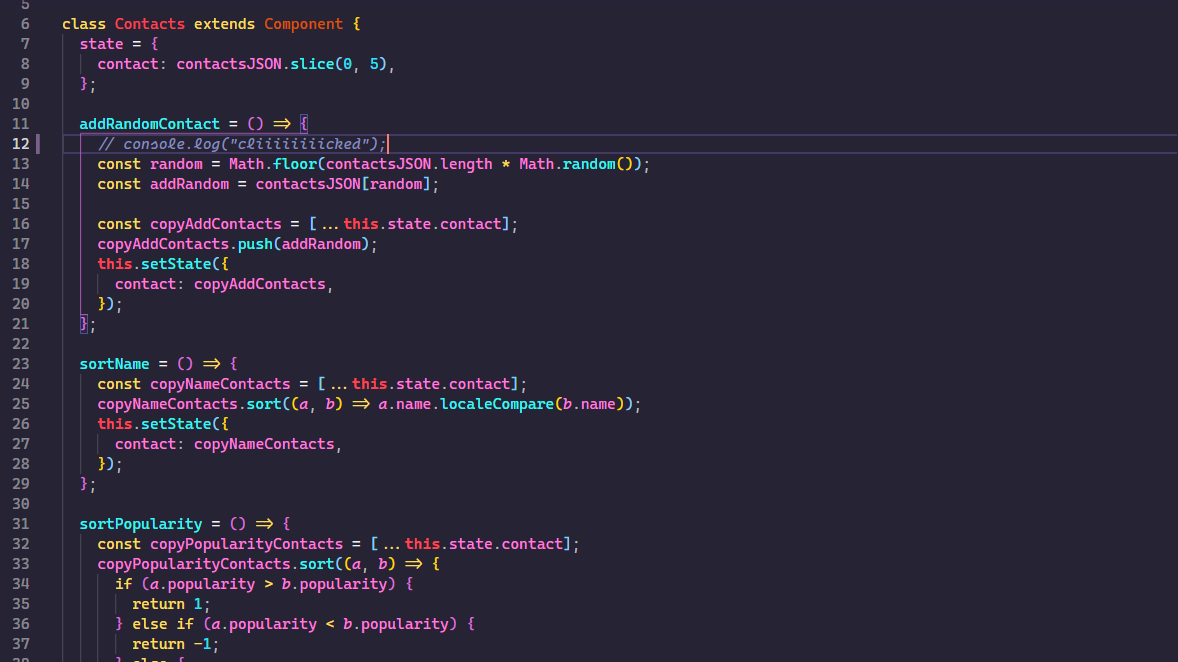 5
6 class Contacts extends Component {
7 state = {
8 contact: contactsJSON.slice(0, 5),
9 };
10
11 addRandomContact = () => {
12 // console.log("cliiiiiiiicked");
13 const random = Math.floor(contactsJSON.length * Math.random());
14 const addRandom = contactsJSON[random];
15
16 const copyAddContacts = [...this.state.contact];
17 copyAddContacts.push(addRandom);
18 this.setState({
19 contact: copyAddContacts,
20 });
21 };
22
23 sortName = () => {
24 const copyNameContacts = [...this.state.contact];
25 copyNameContacts.sort((a, b) => a.name.localeCompare(b.name));
26 this.setState({
27 contact: copyNameContacts,
28 });
29 };
30
31 sortPopularity = () => {
32 const copyPopularityContacts = [...this.state.contact];
33 copyPopularityContacts.sort((a, b) => {
34 if (a.popularity > b.popularity) {
35 return 1;
36 } else if (a.popularity < b.popularity) {
37 return -1;
38 } else {